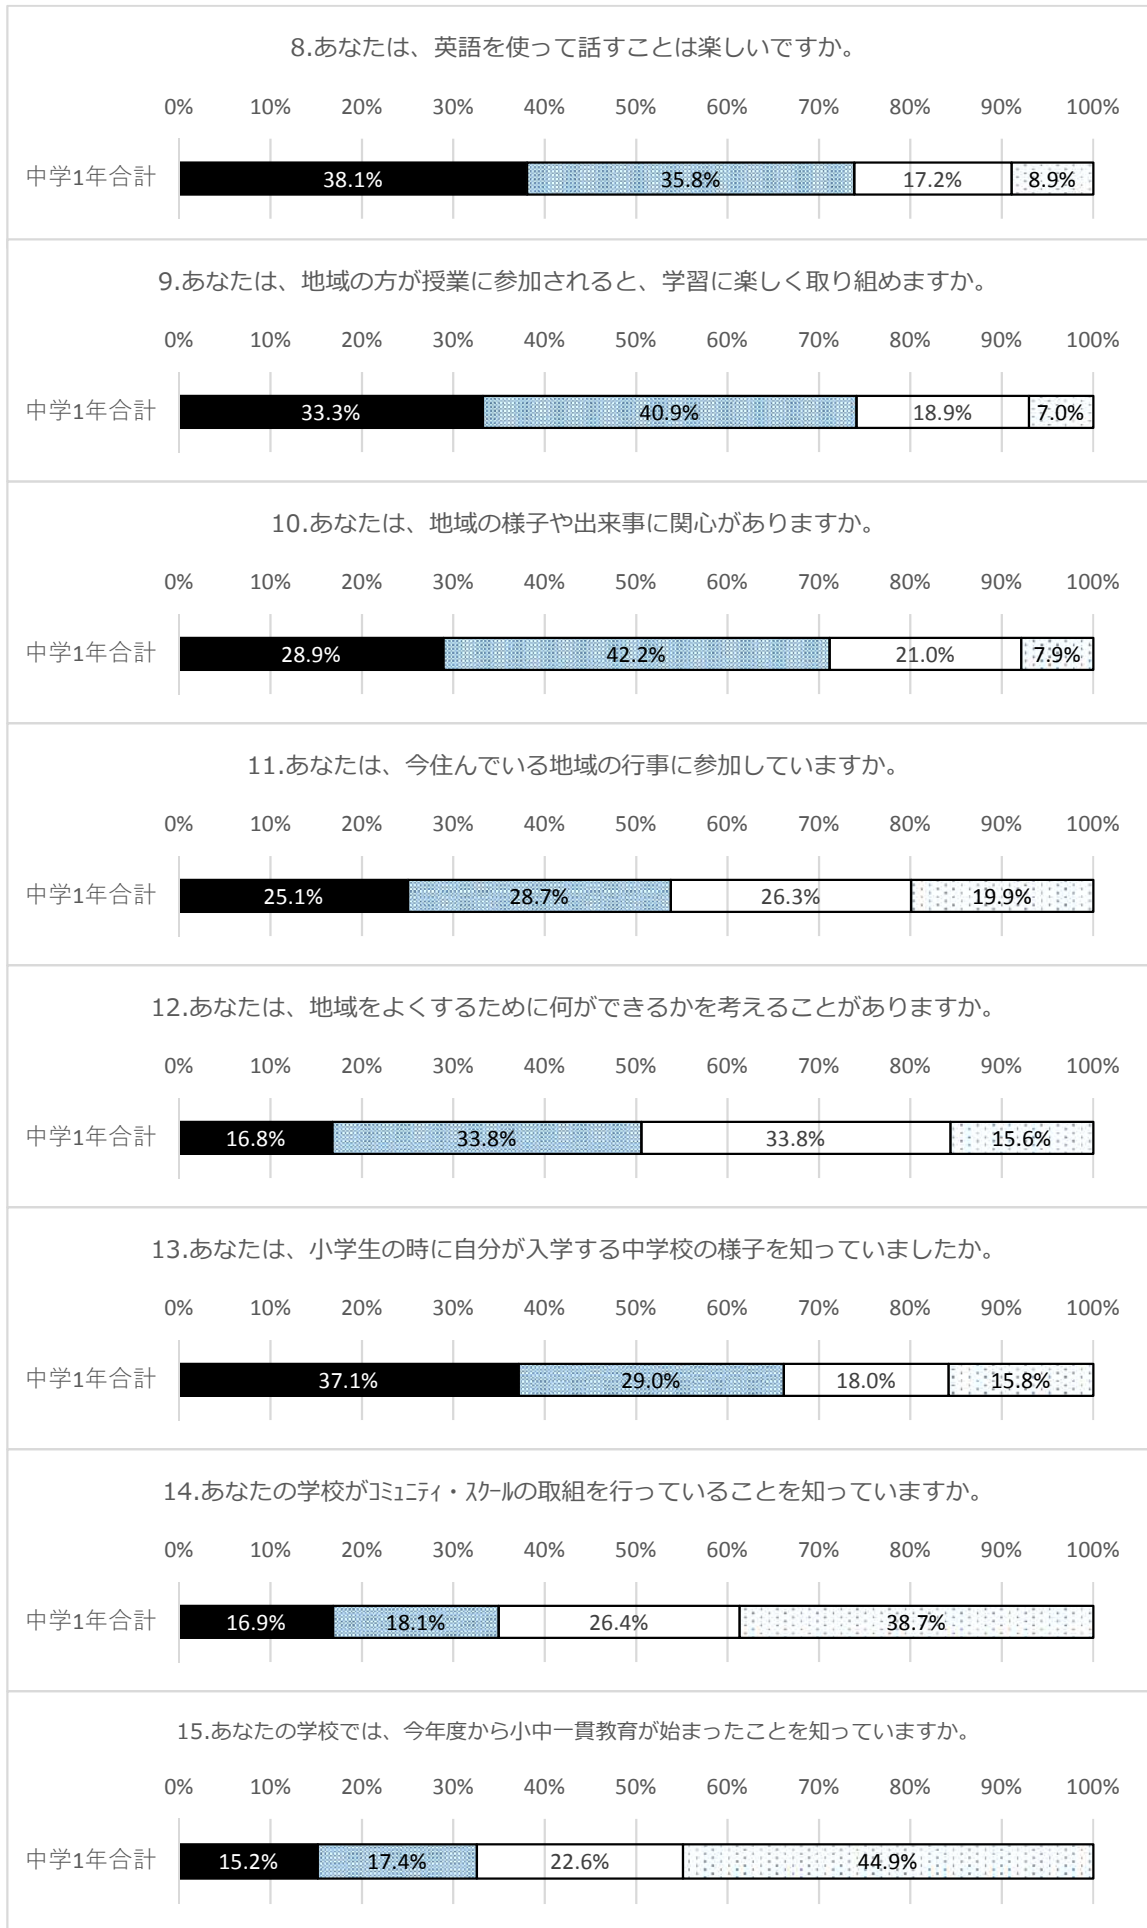 8.あなたは、英語を使って話すことは楽しいですか。
0% 10% 20% 30% 40% 50% 60% 70% 80% 90% 100%
中学1年合計 38.1% 35.8% 17.2% 8.9%
9.あなたは、地域の方が授業に参加されると、学習に楽しく取り組めますか。
0% 10% 20% 30% 40% 50% 60% 70% 80% 90% 100%
中学1年合計 33.3% 40.9% 18.9% 7.0%
10.あなたは、地域の様子や出来事に関心がありますか。
0% 10% 20% 30% 40% 50% 60% 70% 80% 90% 100%
中学1年合計 28.9% 42.2% 21.0% 7.9%
11.あなたは、今住んでいる地域の行事に参加していますか。
0% 10% 20% 30% 40% 50% 60% 70% 80% 90% 100%
中学1年合計 25.1% 28.7% 26.3% 19.9%
12.あなたは、地域をよくするために何ができるかを考えることがありますか。
0% 10% 20% 30% 40% 50% 60% 70% 80% 90% 100%
中学1年合計 16.8% 33.8% 33.8% 15.6%
13.あなたは、小学生の時に自分が入学する中学校の様子を知っていましたか。
0% 10% 20% 30% 40% 50% 60% 70% 80% 90% 100%
中学1年合計 37.1% 29.0% 18.0% 15.8%
14.あなたの学校がｺﾐｭﾆﾃｨ・ｽｸｰﾙの取組を行っていることを知っていますか。
0% 10% 20% 30% 40% 50% 60% 70% 80% 90% 100%
中学1年合計 16.9% 18.1% 26.4% 38.7%
15.あなたの学校では、今年度から小中一貫教育が始まったことを知っていますか。
0% 10% 20% 30% 40% 50% 60% 70% 80% 90% 100%
中学1年合計 15.2% 17.4% 22.6% 44.9%